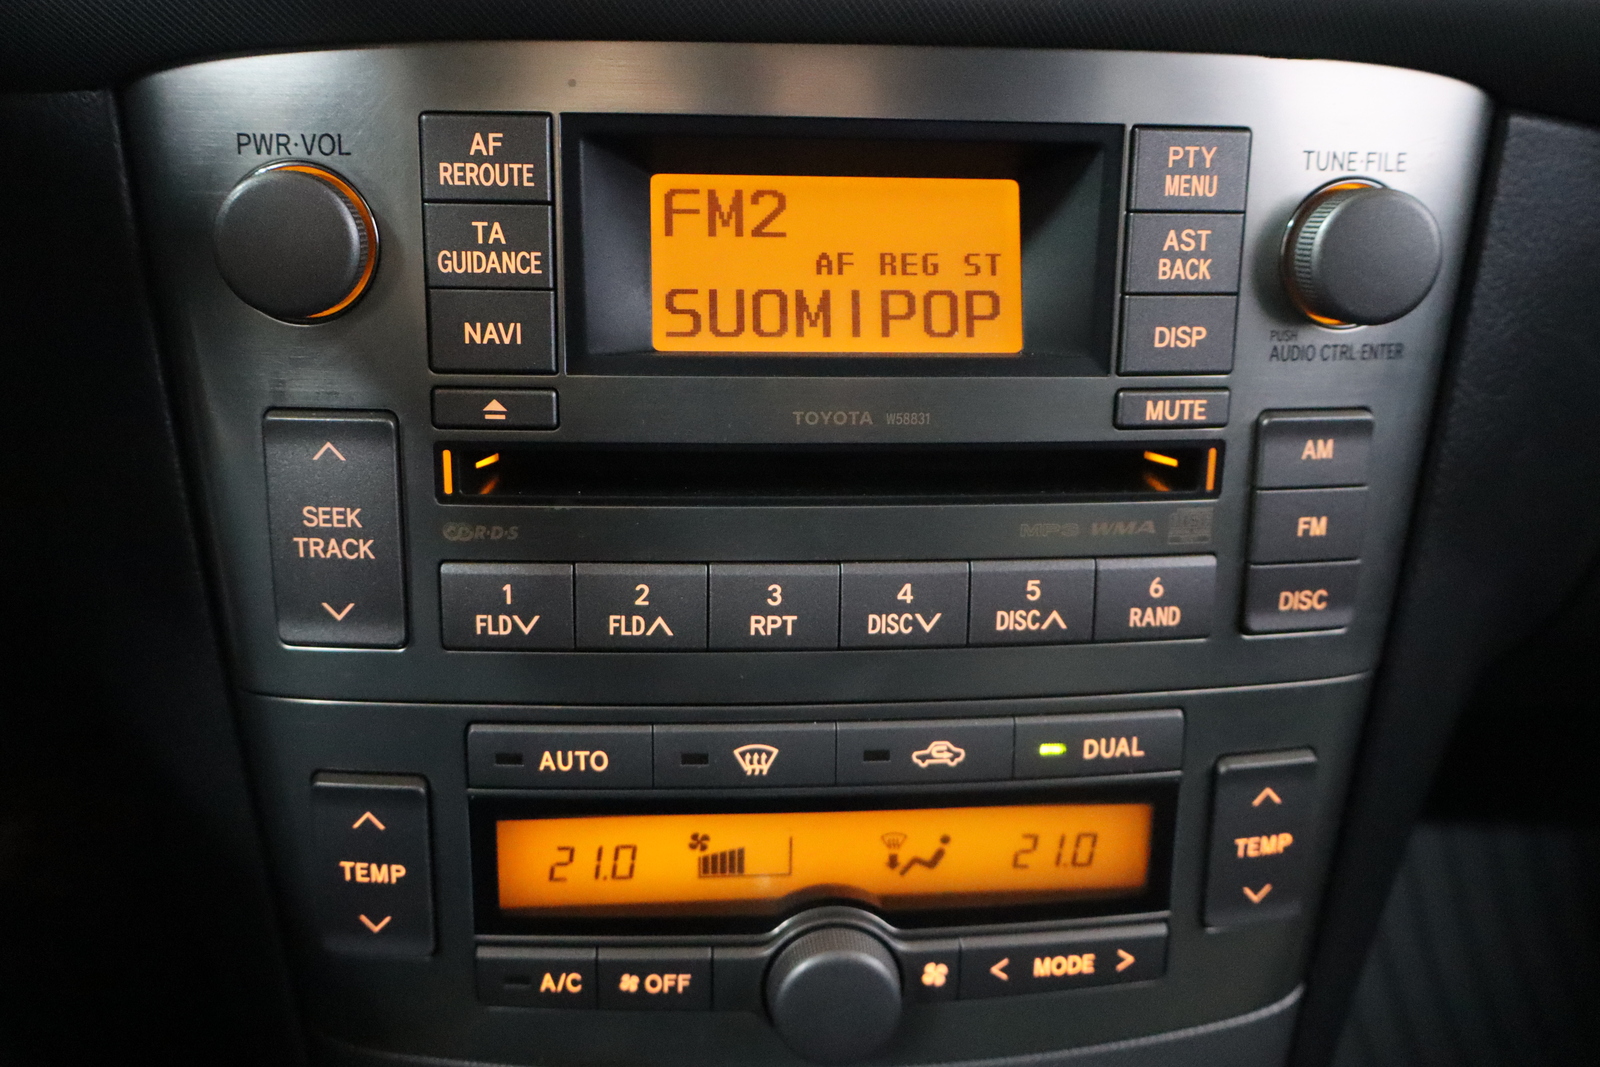 PWR·VOL
AF
REROUTE
TA
GUIDANCE
NAVI
FM2
AF REG ST
SUOMIPOP
PTY
MENU
AST
BACK
DISP
TUNE·FILE
PUSH
AUDIO CTRL·ENTER
TOYOTA W58831
MUTE
SEEK
TRACK
R·D·S
MP3 WMA
AM
FM
DISC
1
FLD∨
2
FLD∧
3
RPT
4
DISC∨
5
DISC∧
6
RAND
AUTO
DUAL
TEMP
21.0
21.0
TEMP
A/C
OFF
< MODE >